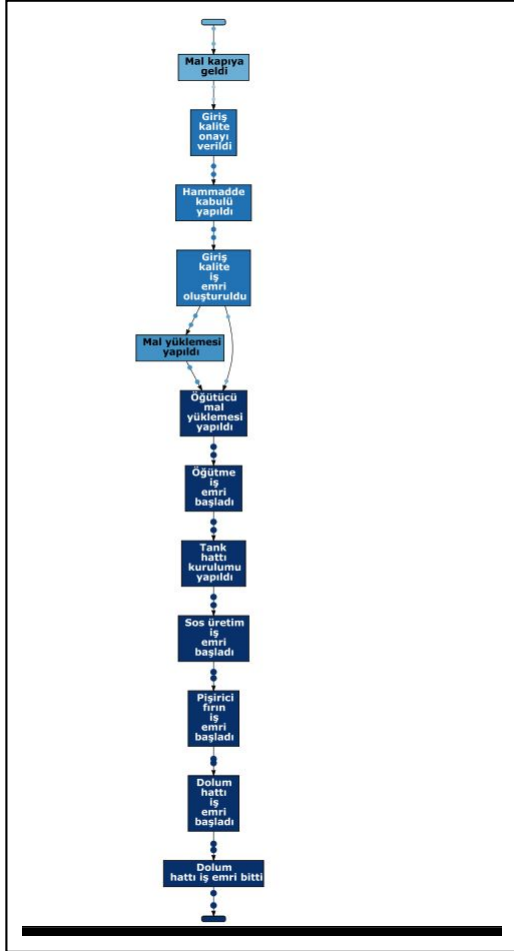 Mal kapıya
geldi
Giriş
kalite
onayı
verildi
Hammadde
kabulü
yapıldı
Giriş
kalite
iş
emri
oluşturuldu
Mal yüklemesi
yapıldı
Öğütücü
mal
yüklemesi
yapıldı
Öğütme
iş
emri
başladı
Tank
hattı
kurulumu
yapıldı
Sos üretim
iş
emri
başladı
Pişirici
fırın
iş
emri
başladı
Dolum
hattı
iş
emri
başladı
Dolum
hattı iş emri bitti